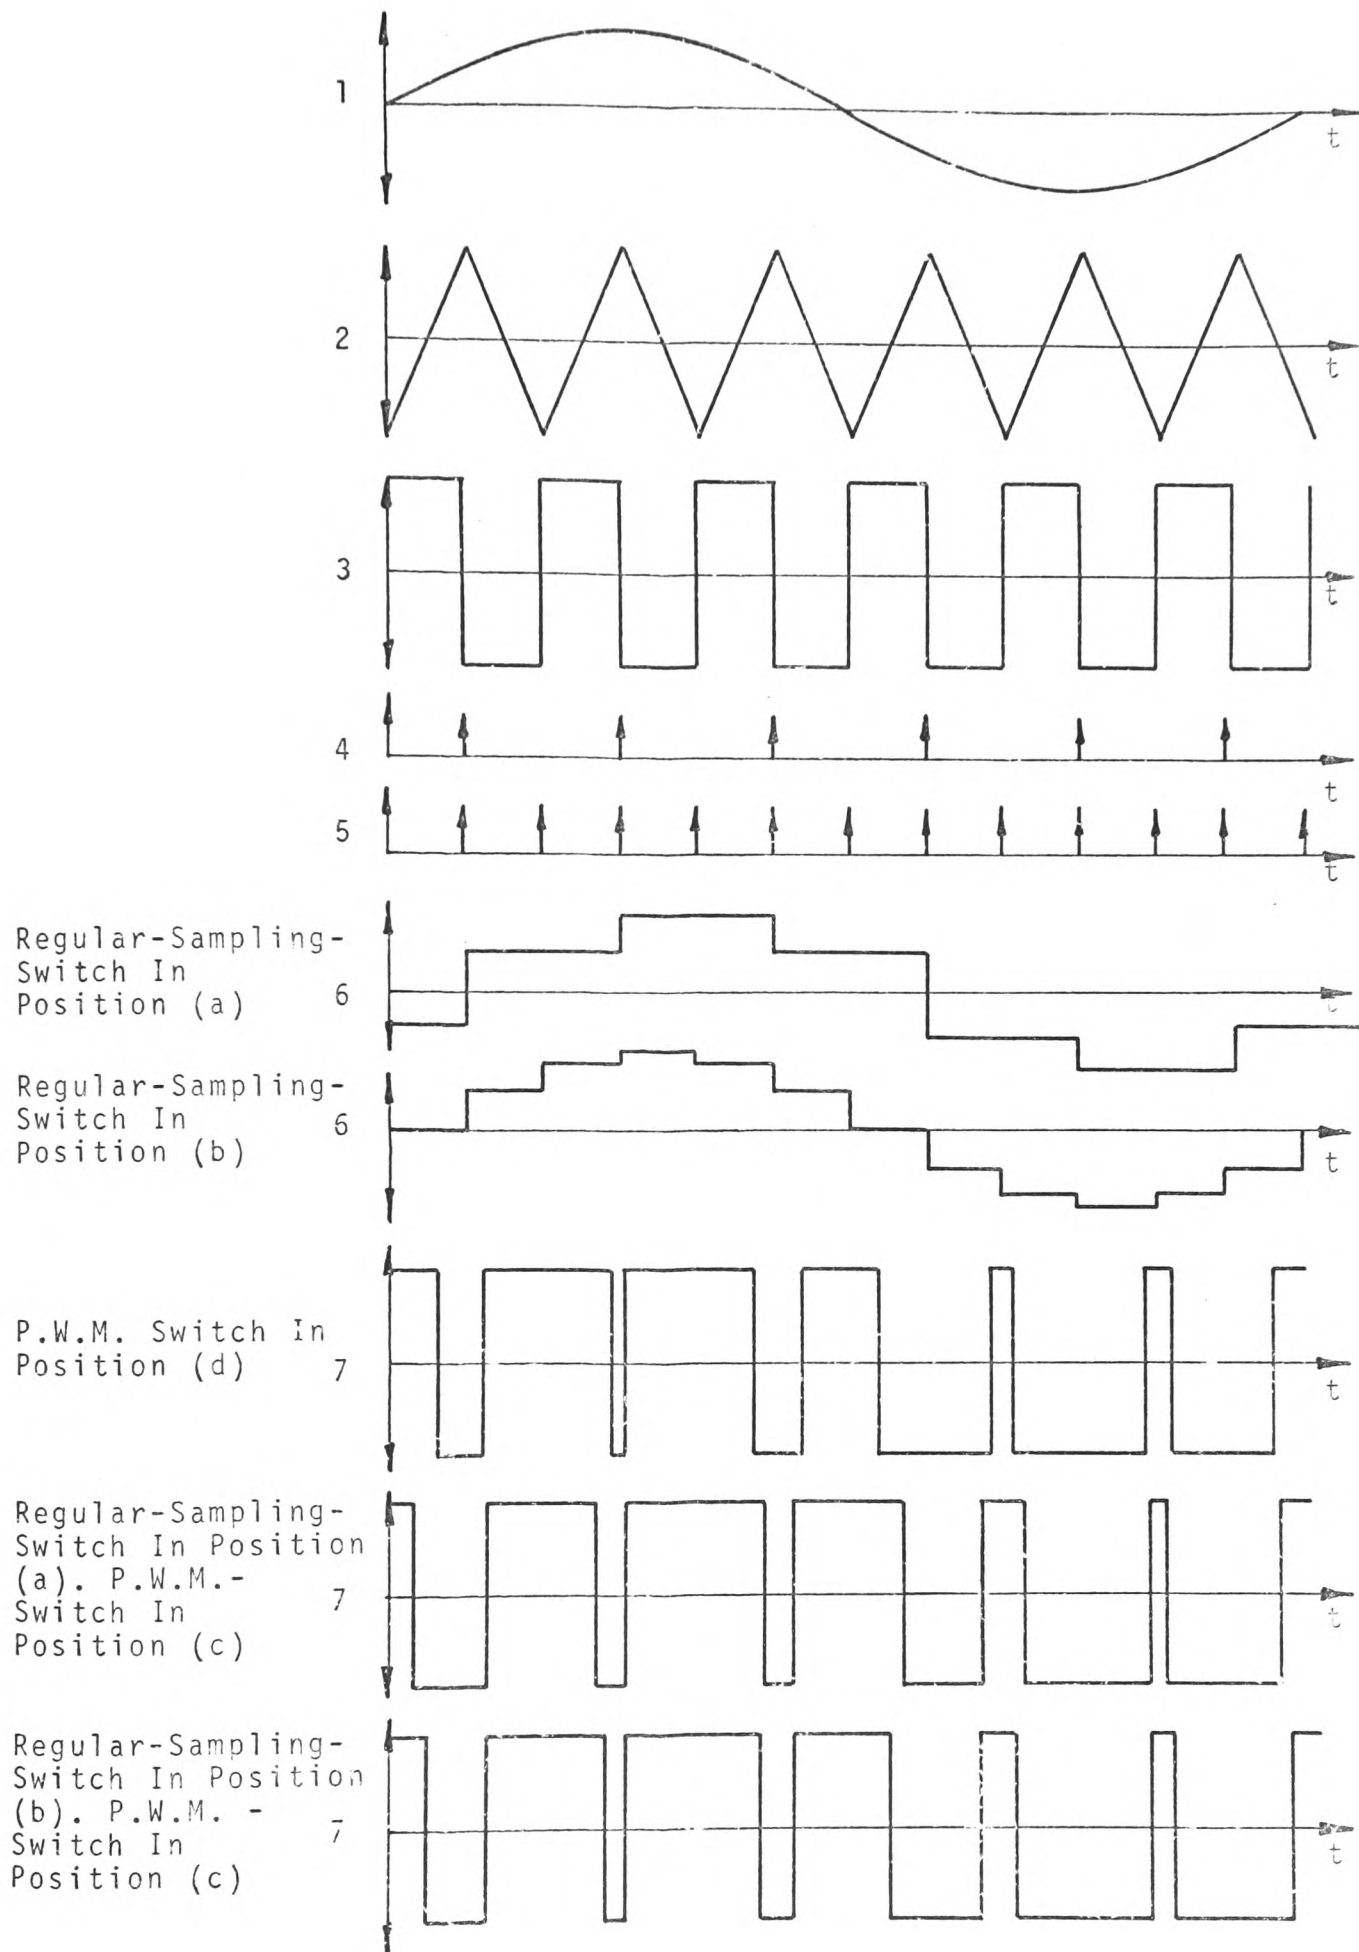 1
t
2
t
3
t
4
t
5
t
Regular-Sampling-
Switch In
Position (a)
6
t
Regular-Sampling-
Switch In
Position (b)
6
t
P.W.M. Switch In
Position (d)
7
t
Regular-Sampling-
Switch In Position
(a). P.W.M.-
Switch In
Position (c)
7
t
Regular-Sampling-
Switch In Position
(b). P.W.M. -
Switch In
Position (c)
7
t